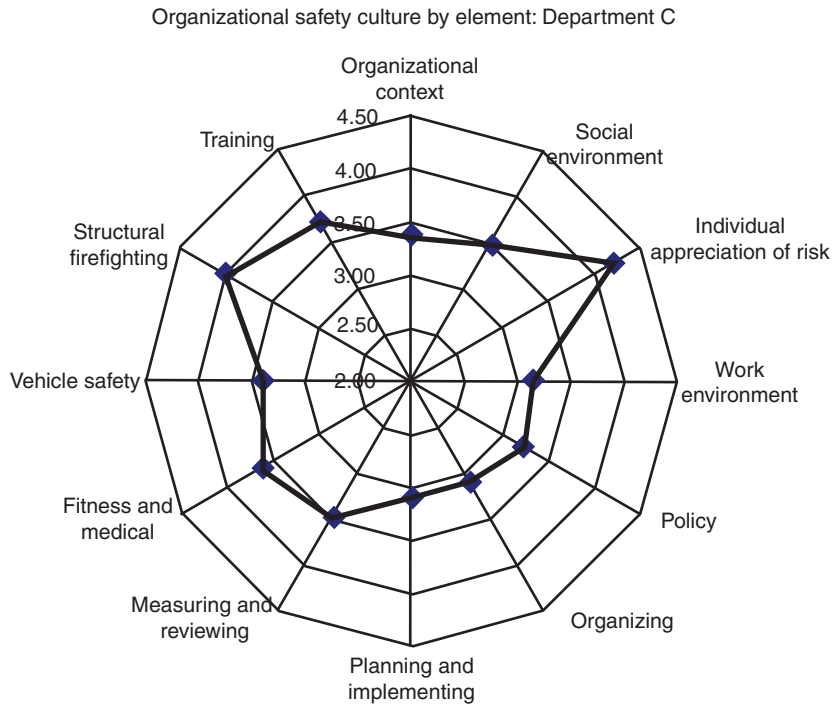 Organizational safety culture by element: Department C
Organizational
context
4.50
4.00
3.50
3.00
2.50
2.00
Social
environment
Individual
appreciation of risk
Work
environment
Policy
Organizing
Planning and
implementing
Measuring and
reviewing
Fitness and
medical
Vehicle safety
Structural
firefighting
Training